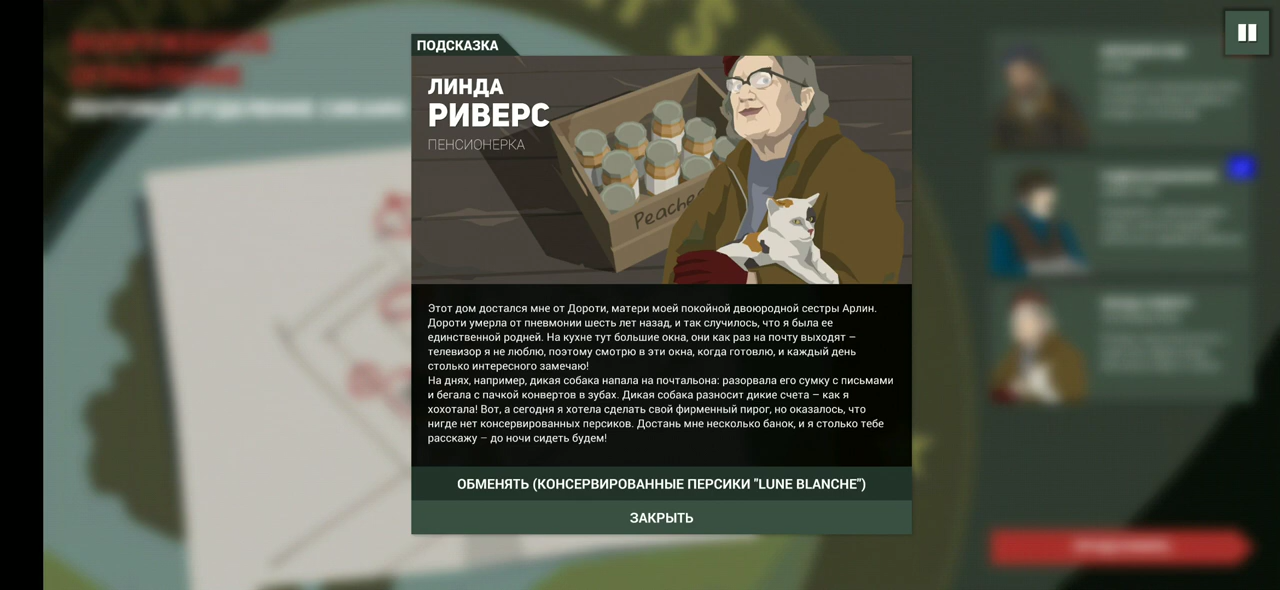 ПОДСКАЗКА
ЛИНДА
РИВЕРС
ПЕНСИОНЕРКА
Peaches
Этот дом достался мне от Дороти, матери моей покойной двоюродной сестры Арлин.
Дороти умерла от пневмонии шесть лет назад, и так случилось, что я была ее
единственной родней. На кухне тут большие окна, они как раз на почту выходят –
телевизор я не люблю, поэтому смотрю в эти окна, когда готовлю, и каждый день
столько интересного замечаю!
На днях, например, дикая собака напала на почтальона: разорвала его сумку с письмами
и бегала с пачкой конвертов в зубах. Дикая собака разносит дикие счета – как я
хохотала! Вот, а сегодня я хотела сделать свой фирменный пирог, но оказалось, что
нигде нет консервированных персиков. Достань мне несколько банок, и я столько тебе
расскажу – до ночи сидеть будем!
ОБМЕНЯТЬ (КОНСЕРВИРОВАННЫЕ ПЕРСИКИ "LUNE BLANCHE")
ЗАКРЫТЬ